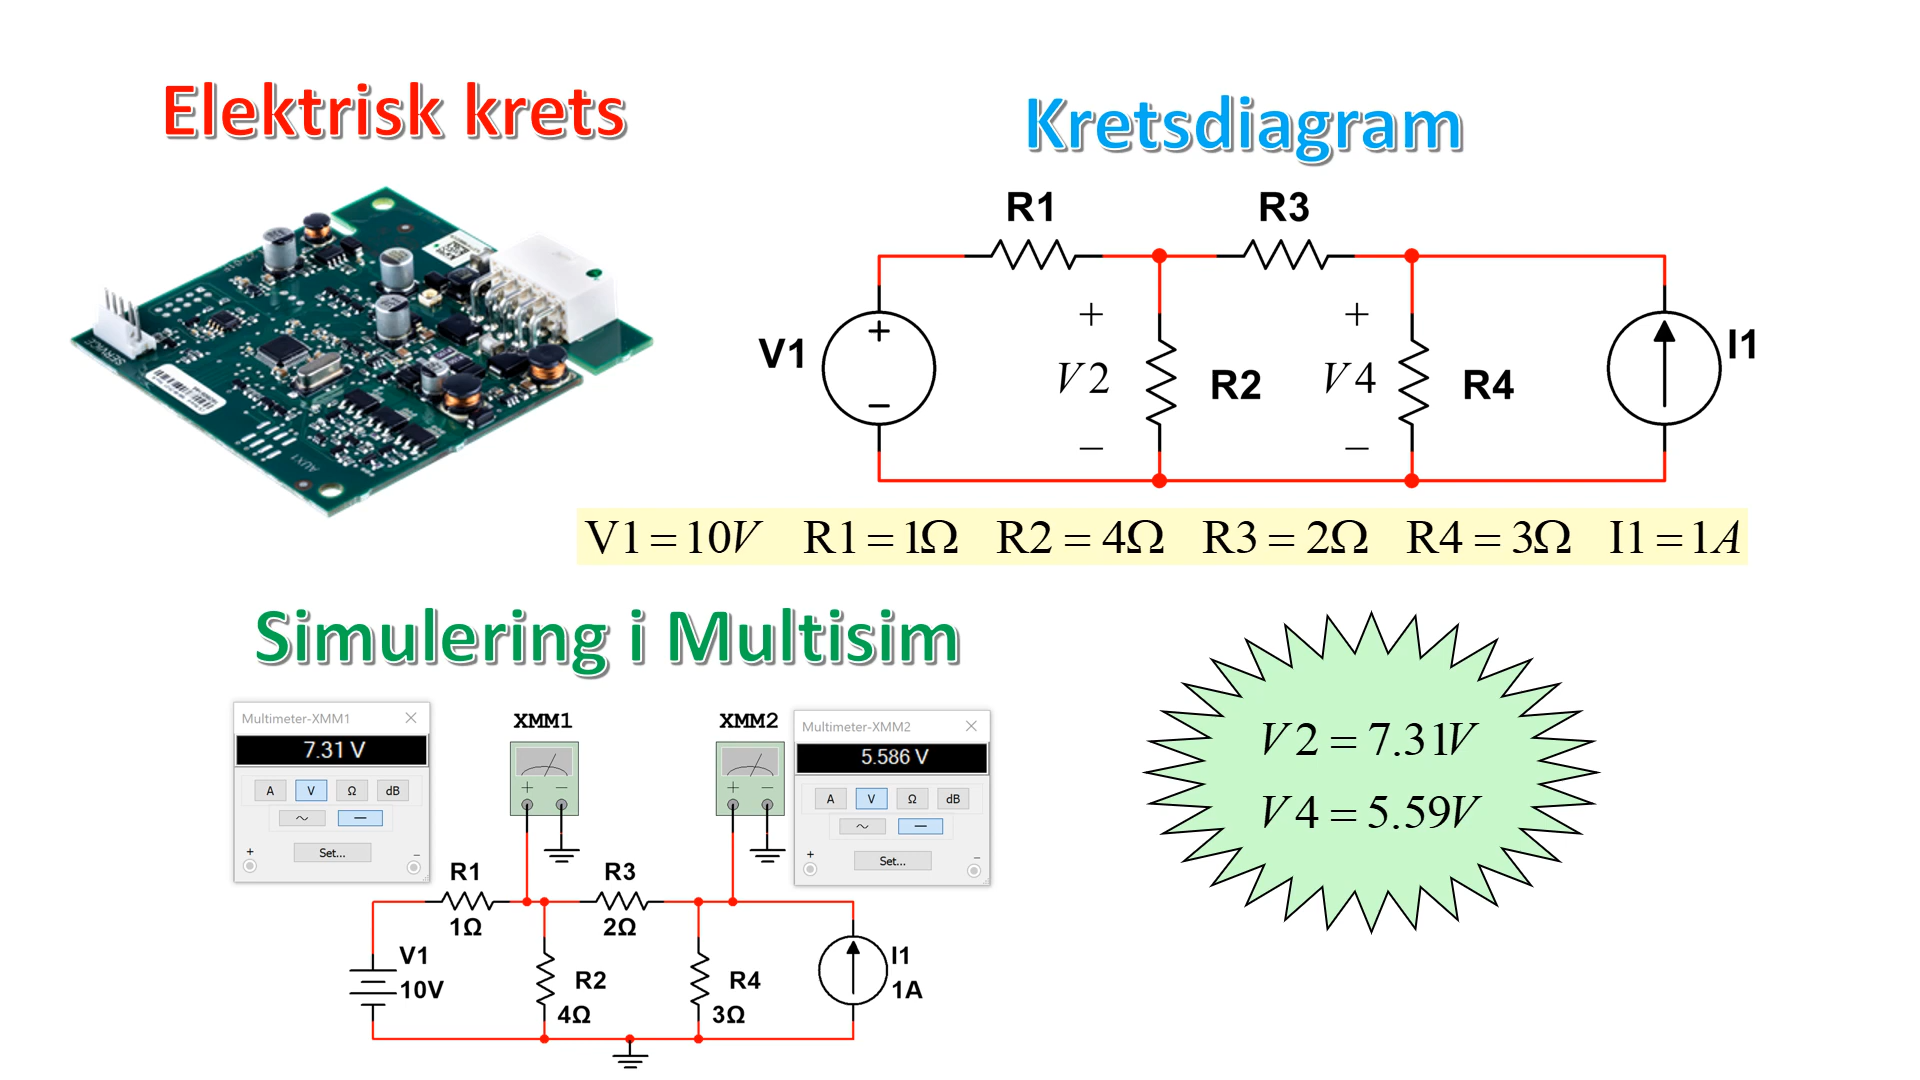 Elektrisk krets
SERVICE
AUX1
Kretsdiagram
R1
R3
+
V1
−
+
V2
−
R2
+
V4
−
R4
I1
V1 = 10V R1 = 1Ω R2 = 4Ω R3 = 2Ω R4 = 3Ω I1 = 1A
Simulering i Multisim
Multimeter-XMM1
7.31 V
A V Ω dB
~ —
+ Set... −
XMM1
+ −
XMM2
+ −
Multimeter-XMM2
5.586 V
A V Ω dB
~ —
+ Set... −
R1
1Ω
R3
2Ω
V1
10V
R2
4Ω
R4
3Ω
I1
1A
V2 = 7.31V
V4 = 5.59V